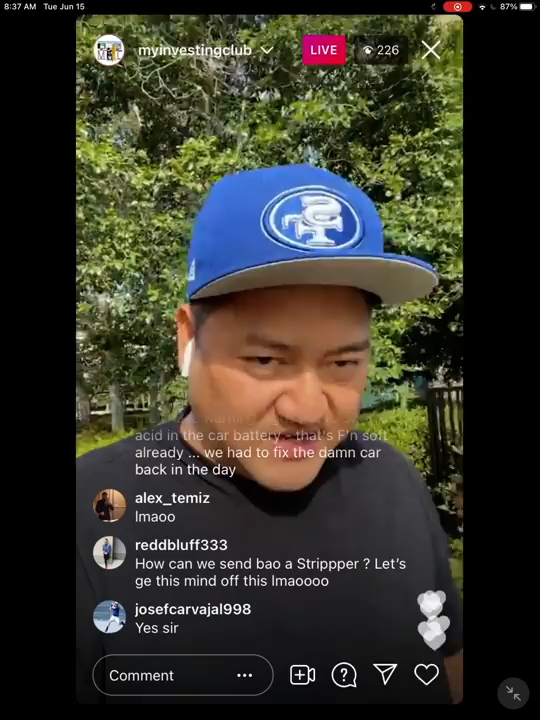 8:37 AM Tue Jun 15
87%
myinvestingclub
LIVE
226
acid in the car battery - that's F'n soft
already ... we had to fix the damn car
back in the day
alex_temiz
lmaoo
reddbluff333
How can we send bao a Strippper ? Let's
ge this mind off this lmaoooo
josefcarvajal998
Yes sir
Comment